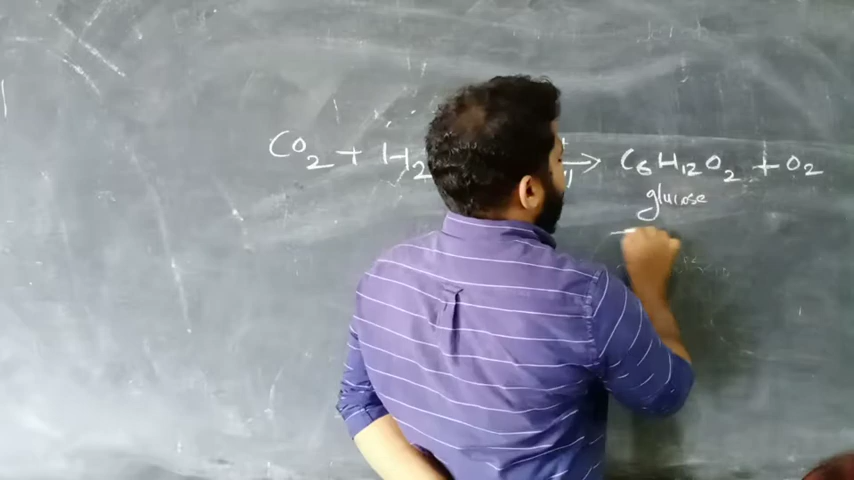 CO₂ + H₂ → C₆H₁₂O₂ + O₂
glucose